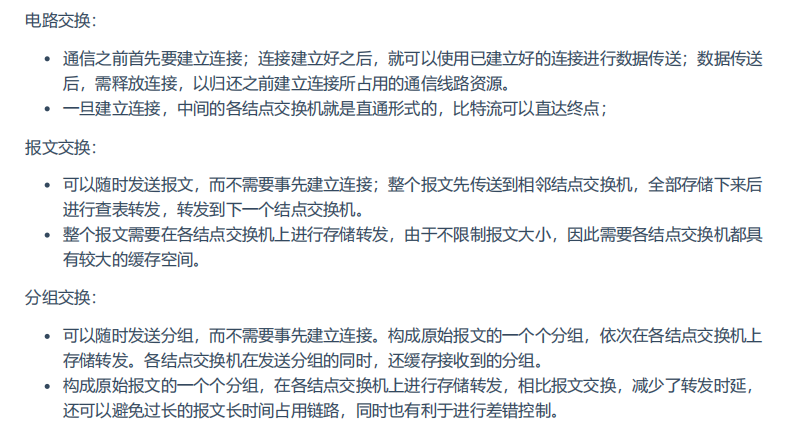 电路交换：
• 通信之前首先要建立连接；连接建立好之后，就可以使用已建立好的连接进行数据传送；数据传送
后，需释放连接，以归还之前建立连接所占用的通信线路资源。
• 一旦建立连接，中间的各结点交换机就是直通形式的，比特流可以直达终点；
报文交换：
• 可以随时发送报文，而不需要事先建立连接；整个报文先传送到相邻结点交换机，全部存储下来后
进行查表转发，转发到下一个结点交换机。
• 整个报文需要在各结点交换机上进行存储转发，由于不限制报文大小，因此需要各结点交换机都具
有较大的缓存空间。
分组交换：
• 可以随时发送分组，而不需要事先建立连接。构成原始报文的一个个分组，依次在各结点交换机上
存储转发。各结点交换机在发送分组的同时，还缓存接收到的分组。
• 构成原始报文的一个个分组，在各结点交换机上进行存储转发，相比报文交换，减少了转发时延，
还可以避免过长的报文长时间占用链路，同时也有利于进行差错控制。